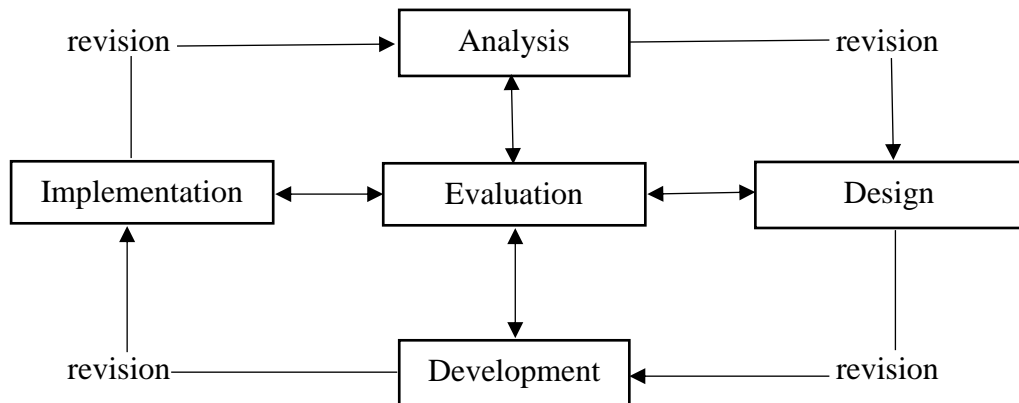 revision
Analysis
revision
Implementation
Evaluation
Design
revision
Development
revision